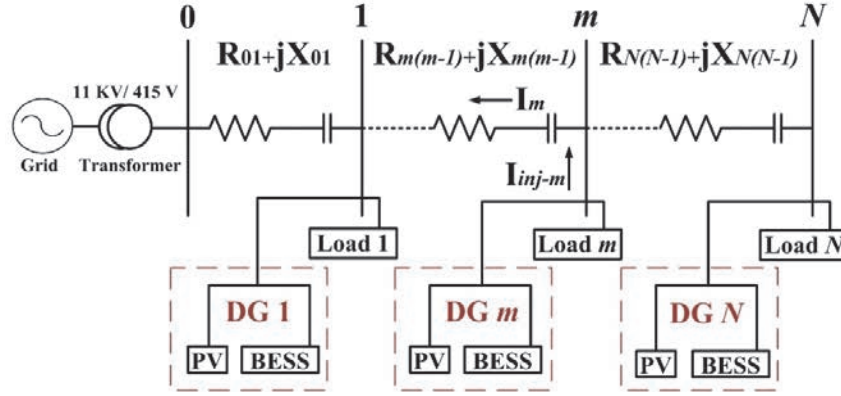 0 1 m N
R01+jX01 Rm(m-1)+jXm(m-1) RN(N-1)+jXN(N-1)
11 KV/ 415 V
Im
Grid Transformer
Iinj-m
Load 1 Load m Load N
DG 1 DG m DG N
PV BESS PV BESS PV BESS